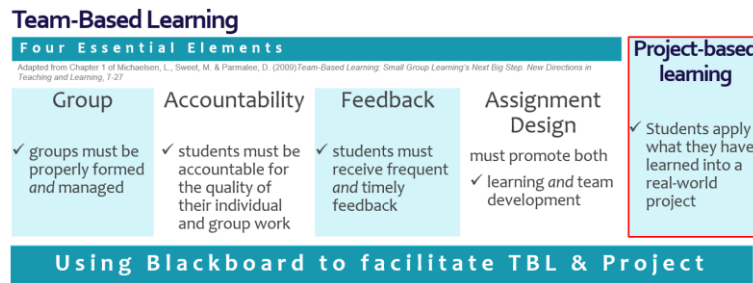 Team-Based Learning
Four Essential Elements
Adapted from Chapter 1 of Michaelsen, L., Sweet, M. & Parmalee, D. (2009)Team-Based Learning: Small Group Learning's Next Big Step. New Directions in
Teaching and Learning, 7-27
Group
✓ groups must be
properly formed
and managed
Accountability
✓ students must be
accountable for
the quality of
their individual
and group work
Feedback
✓ students must
receive frequent
and timely
feedback
Assignment
Design
must promote both
✓ learning and team
development
Project-based
learning
✓ Students apply
what they have
learned into a
real-world
project
Using Blackboard to facilitate TBL & Project